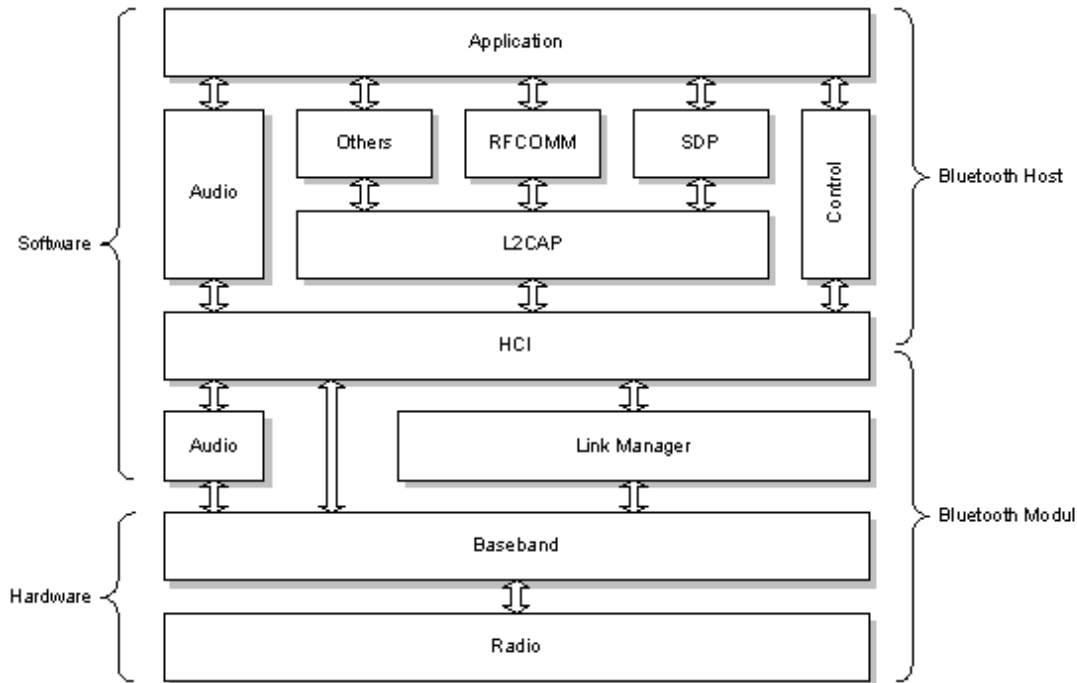 Application
Others
RFCOMM
SDP
Audio
Control
Bluetooth Host
Software
L2CAP
HCI
Audio
Link Manager
Bluetooth Modul
Baseband
Hardware
Radio